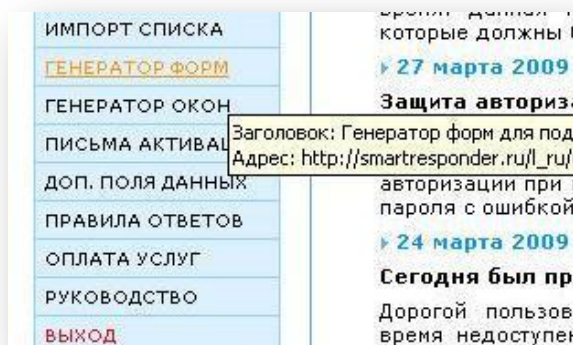 ИМПОРТ СПИСКА
ГЕНЕРАТОР ФОРМ
ГЕНЕРАТОР ОКОН
ПИСЬМА
ДОП. ПОЛЯ ДАННЫХ
ПРАВИЛА ОТВЕТОВ
ОПЛАТА УСЛУГ
РУКОВОДСТВО
ВЫХОД
Заголовок: Генератор форм для под
Адрес: http://smartresponder.ru/l_ru/
которые должны
27 марта 2009
Защита авториз
авторизации при
пароля с ошибкой
24 марта 2009
Сегодня был пр
Дорогой пользов
время недоступен